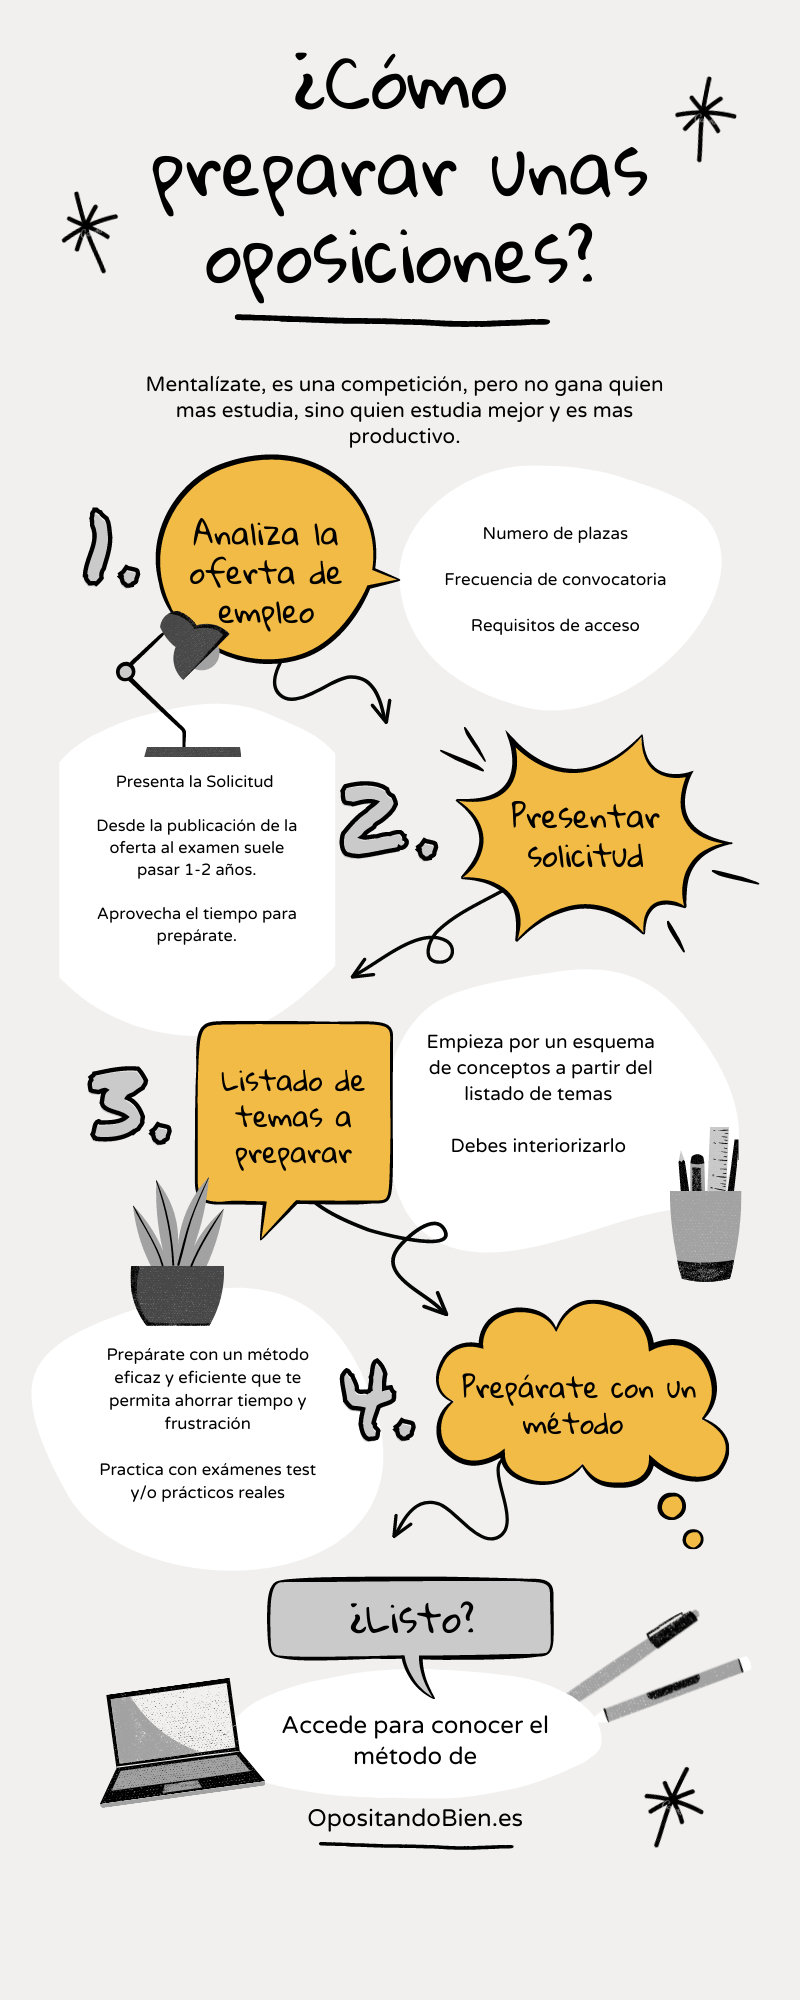 ¿Cómo
preparar unas
oposiciones?
Mentalízate, es una competición, pero no gana quien
mas estudia, sino quien estudia mejor y es mas
productivo.
1.
Analiza la
oferta de
empleo
Numero de plazas
Frecuencia de convocatoria
Requisitos de acceso
2.
Presentar
solicitud
Presenta la Solicitud
Desde la publicación de la
oferta al examen suele
pasar 1-2 años.
Aprovecha el tiempo para
prepárate.
3.
Listado de
temas a
preparar
Empieza por un esquema
de conceptos a partir del
listado de temas
Debes interiorizarlo
4.
Prepárate con un
método
Prepárate con un método
eficaz y eficiente que te
permita ahorrar tiempo y
frustración
Practica con exámenes test
y/o prácticos reales
¿Listo?
Accede para conocer el
método de
OpositandoBien.es